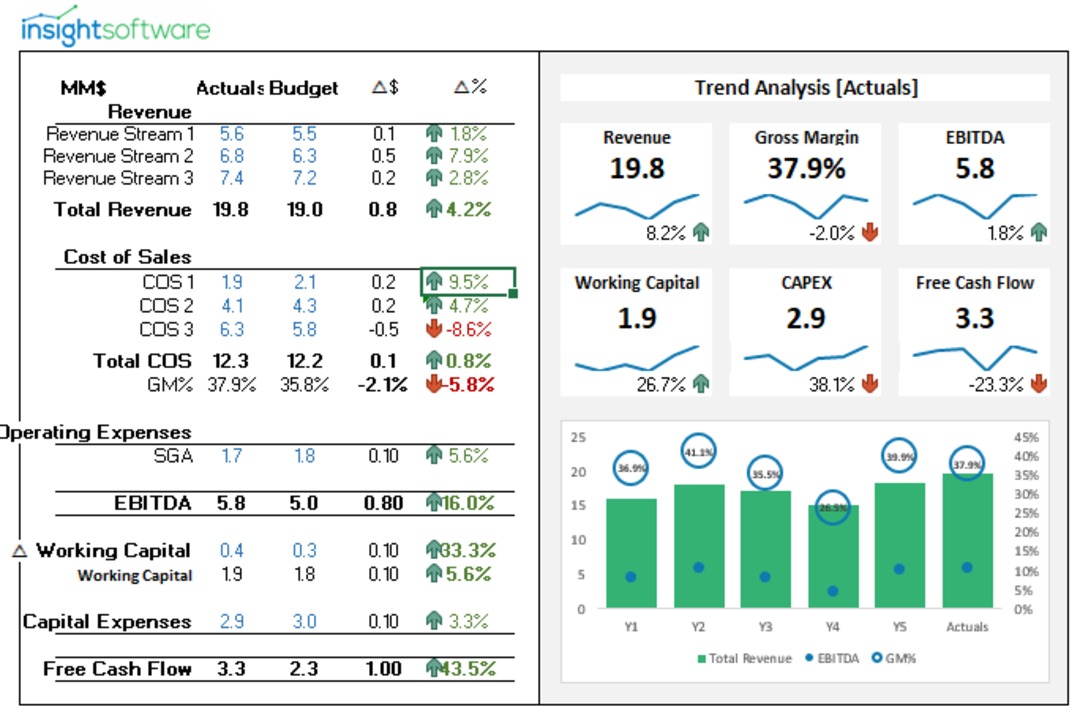 insightsoftware
MM$ Actuals Budget △$ △%
Revenue
Revenue Stream 1 5.6 5.5 0.1 1.8%
Revenue Stream 2 6.8 6.3 0.5 7.9%
Revenue Stream 3 7.4 7.2 0.2 2.8%
Total Revenue 19.8 19.0 0.8 4.2%
Cost of Sales
COS 1 1.9 2.1 0.2 9.5%
COS 2 4.1 4.3 0.2 4.7%
COS 3 6.3 5.8 -0.5 -8.6%
Total COS 12.3 12.2 0.1 0.8%
GM% 37.9% 35.8% -2.1% -5.8%
Operating Expenses
SGA 1.7 1.8 0.10 5.6%
EBITDA 5.8 5.0 0.80 16.0%
△ Working Capital 0.4 0.3 0.10 33.3%
Working Capital 1.9 1.8 0.10 5.6%
Capital Expenses 2.9 3.0 0.10 3.3%
Free Cash Flow 3.3 2.3 1.00 43.5%
Trend Analysis [Actuals]
Revenue Gross Margin EBITDA
19.8 37.9% 5.8
8.2% -2.0% 1.8%
Working Capital CAPEX Free Cash Flow
1.9 2.9 3.3
26.7% 38.1% -23.3%
25 45%
20 40%
15 35%
10 30%
5 25%
0 20%
15%
10%
5%
0%
36.9% 41.1% 35.5% 26.5% 39.9% 37.9%
Y1 Y2 Y3 Y4 Y5 Actuals
Total Revenue EBITDA GM%